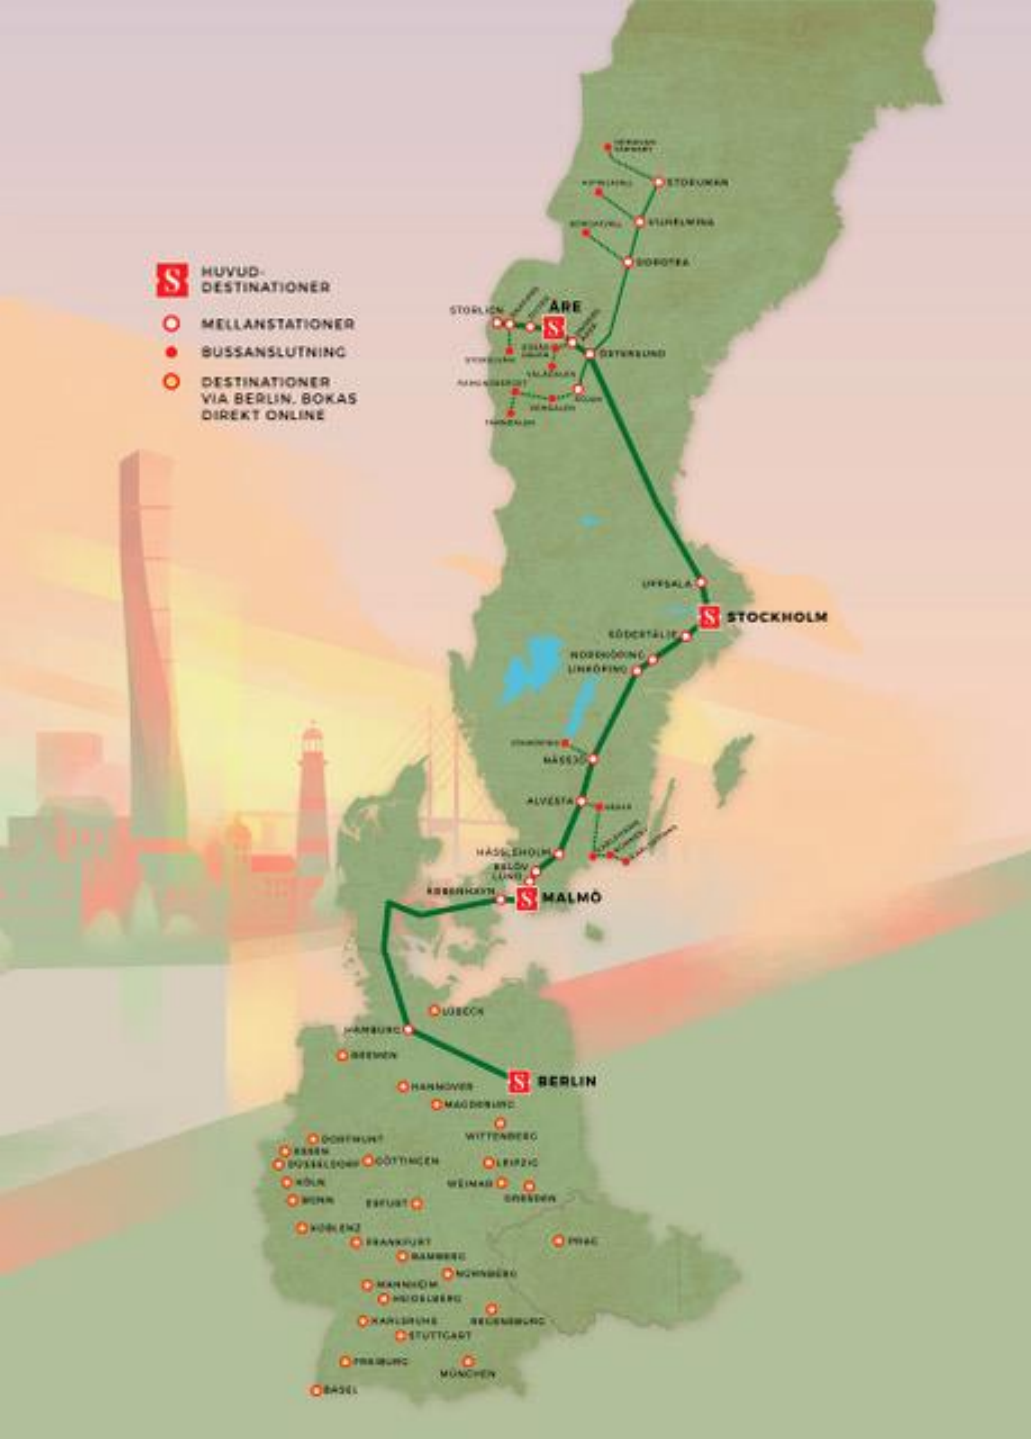 S HUVUD-
DESTINATIONER
MELLANSTATIONER
BUSSANSLUTNING
DESTINATIONER
VIA BERLIN. BOKAS
DIREKT ONLINE
STORUMAN
VILHELMINA
DOROTEA
STORLIEN
ÅRE
S
ÖSTERSUND
VEMDALEN
UPPSALA
S STOCKHOLM
SÖDERTÄLJE
NORRKÖPING
LINKÖPING
NÄSSJÖ
ALVESTA
HÄSSLEHOLM
LUND
KØBENHAVN
S MALMÖ
LÜBECK
HAMBURG
BREMEN
S BERLIN
HANNOVER
MAGDEBURG
WITTENBERG
DORTMUNT
ESSEN
DÜSSELDORF
GÖTTINGEN
LEIPZIG
KÖLN
WEIMAR
DRESDEN
BONN
ERFURT
KOBLENZ
FRANKFURT
PRAG
BAMBERG
NÜRNBERG
MANNHEIM
HEIDELBERG
KARLSRUHE
REGENSBURG
STUTTGART
FREIBURG
MÜNCHEN
BASEL